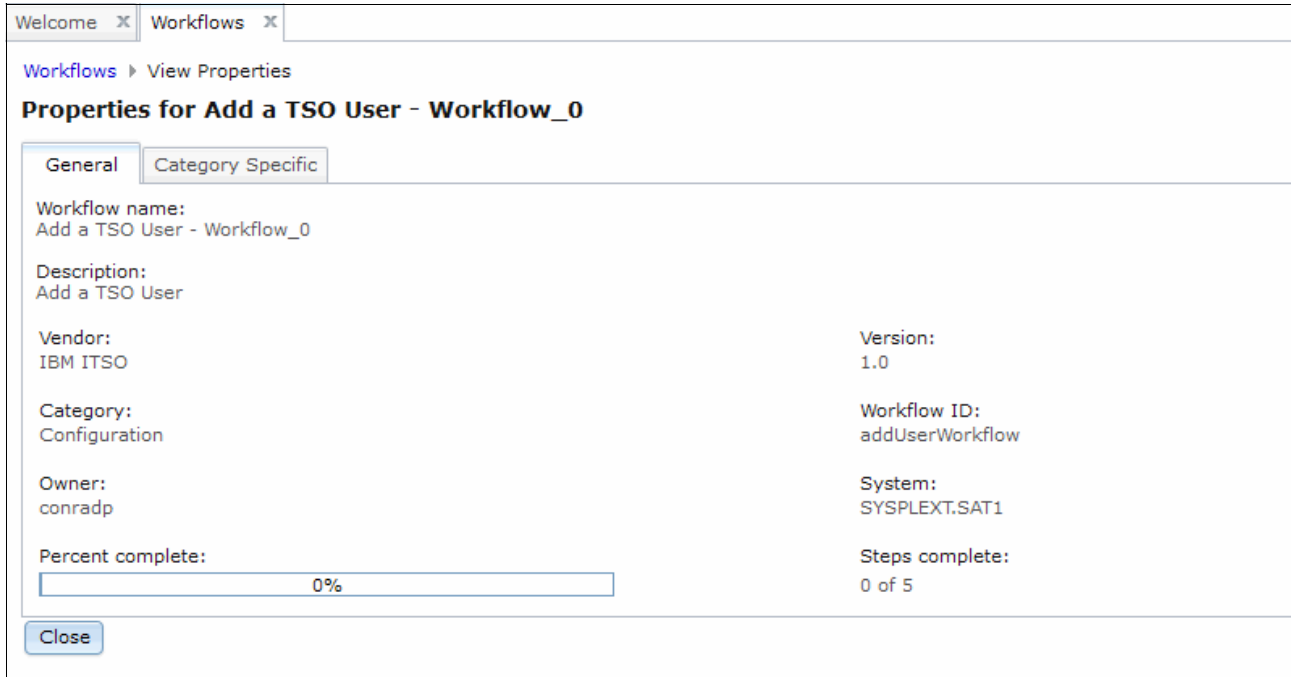 Welcome x Workflows x
Workflows ▸ View Properties
Properties for Add a TSO User - Workflow_0
General Category Specific
Workflow name:
Add a TSO User - Workflow_0
Description:
Add a TSO User
Vendor: Version:
IBM ITSO 1.0
Category: Workflow ID:
Configuration addUserWorkflow
Owner: System:
conradp SYSPLEXT.SAT1
Percent complete: Steps complete:
0% 0 of 5
Close